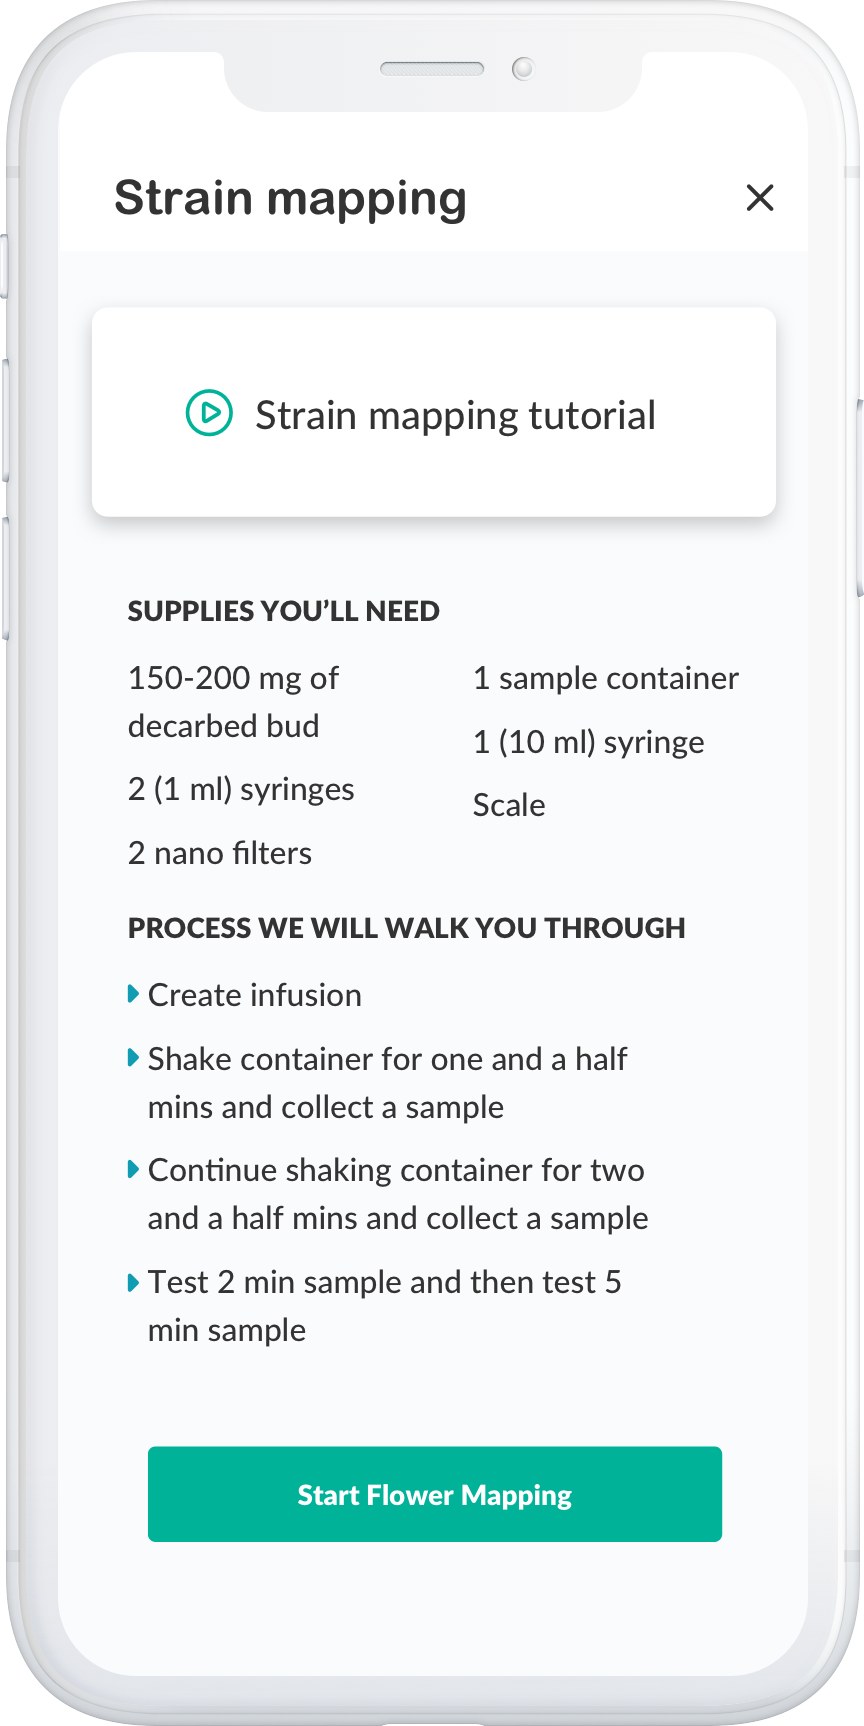 Strain mapping
Strain mapping tutorial
SUPPLIES YOU’LL NEED
150-200 mg of
decarbed bud
2 (1 ml) syringes
2 nano filters
1 sample container
1 (10 ml) syringe
Scale
PROCESS WE WILL WALK YOU THROUGH
Create infusion
Shake container for one and a half
mins and collect a sample
Continue shaking container for two
and a half mins and collect a sample
Test 2 min sample and then test 5
min sample
Start Flower Mapping